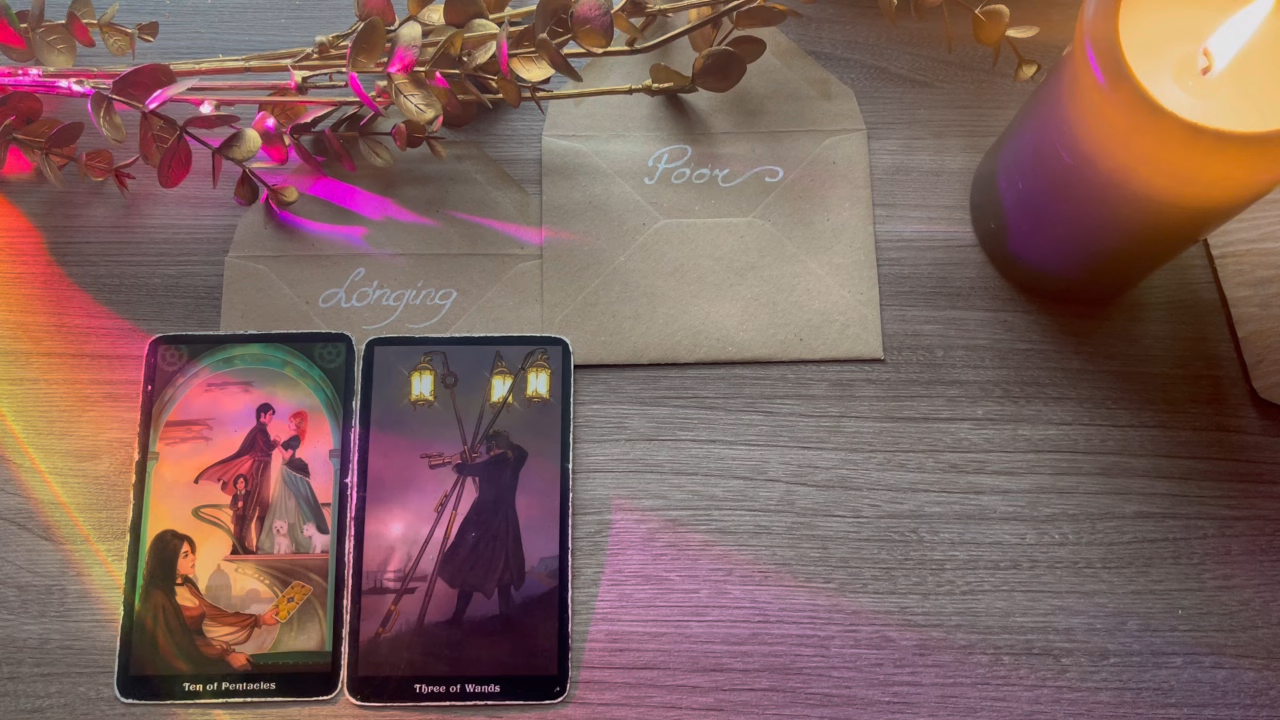 Poor
Longing
Ten of Pentacles
Three of Wands